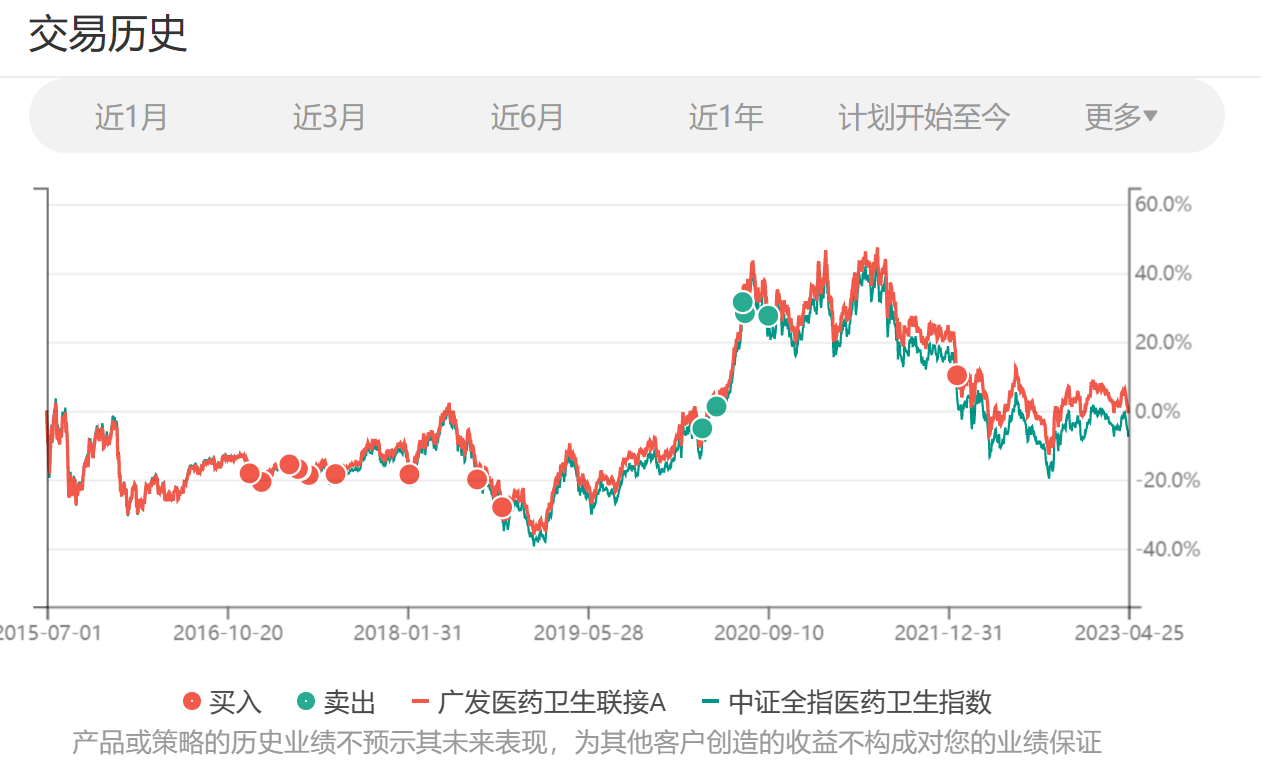 交易历史
近1月 近3月 近6月 近1年 计划开始至今 更多▾
60.0%
40.0%
20.0%
0.0%
-20.0%
-40.0%
2015-07-01 2016-10-20 2018-01-31 2019-05-28 2020-09-10 2021-12-31 2023-04-25
买入 卖出 广发医药卫生联接A 中证全指医药卫生指数
产品或策略的历史业绩不预示其未来表现，为其他客户创造的收益不构成对您的业绩保证